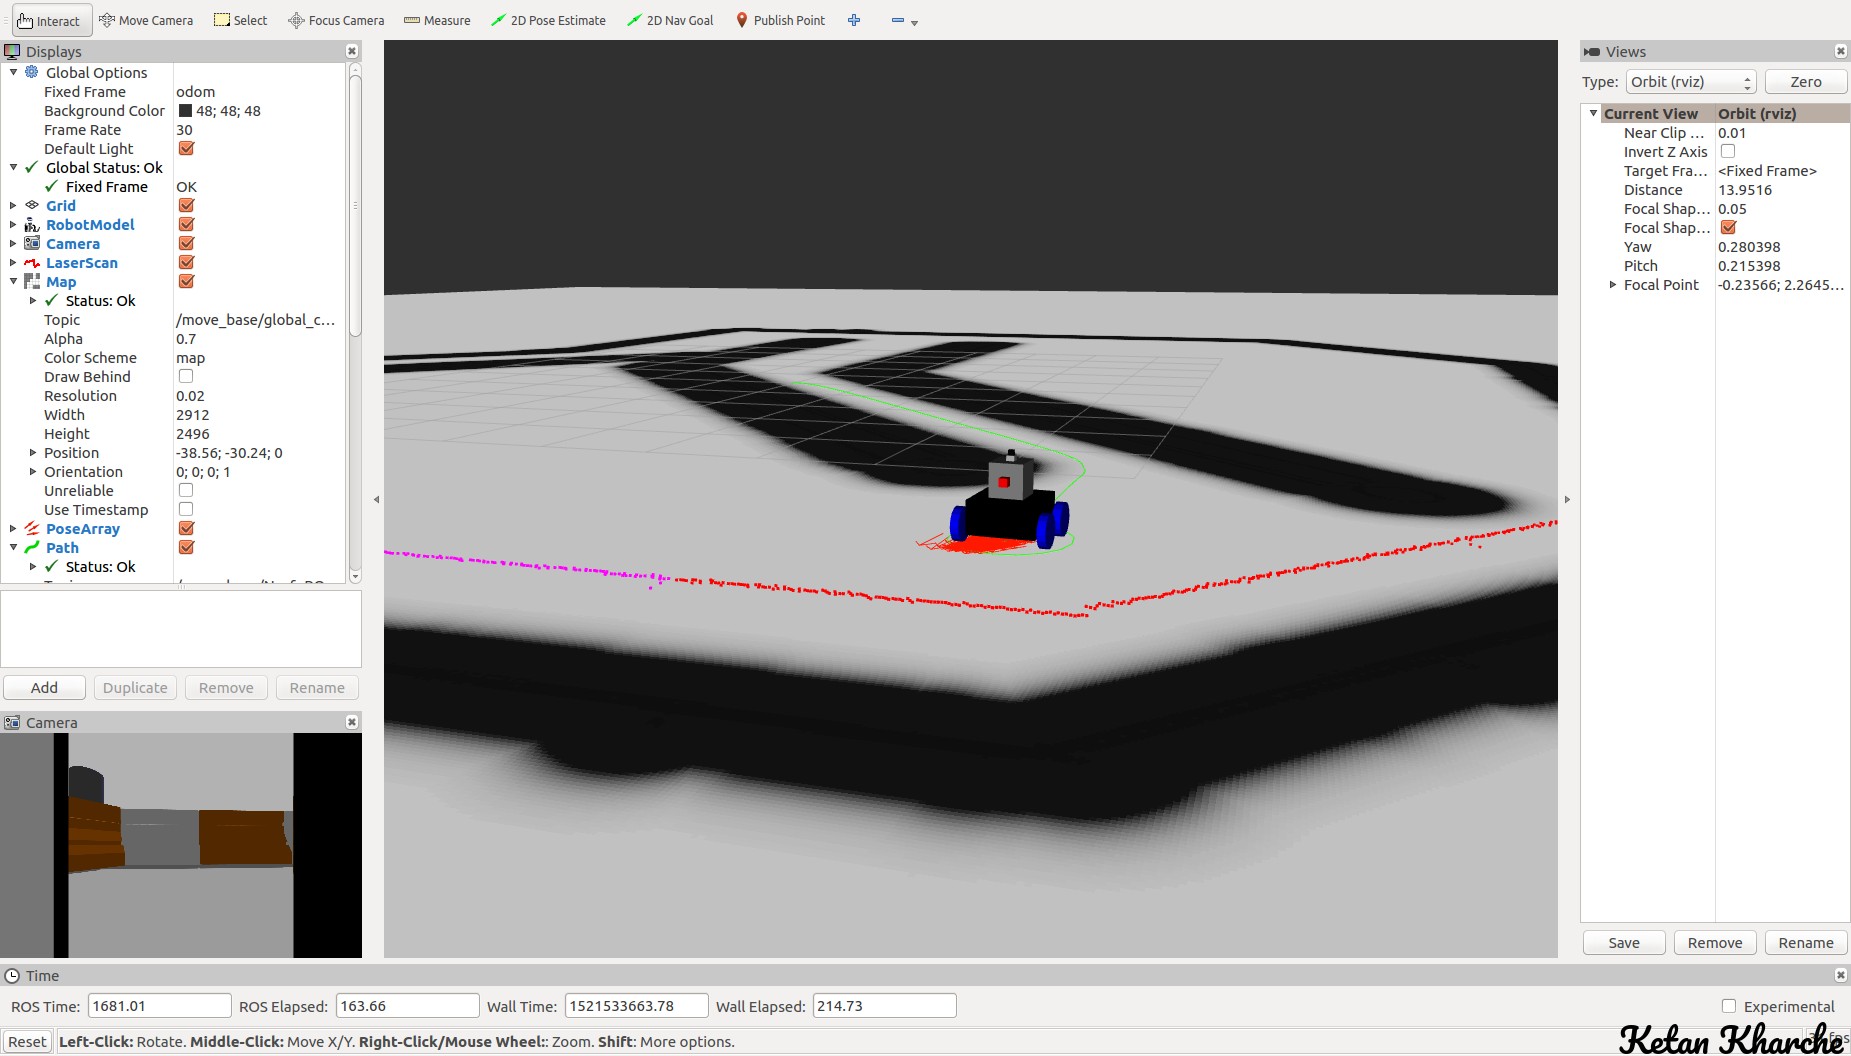 Interact Move Camera Select Focus Camera Measure 2D Pose Estimate 2D Nav Goal Publish Point
Displays
Global Options
Fixed Frame odom
Background Color 48; 48; 48
Frame Rate 30
Default Light
Global Status: Ok
Fixed Frame OK
Grid
RobotModel
Camera
LaserScan
Map
Status: Ok
Topic /move_base/global_c...
Alpha 0.7
Color Scheme map
Draw Behind
Resolution 0.02
Width 2912
Height 2496
Position -38.56; -30.24; 0
Orientation 0; 0; 0; 1
Unreliable
Use Timestamp
PoseArray
Path
Status: Ok
Add Duplicate Remove Rename
Camera
Views
Type: Orbit (rviz) Zero
Current View Orbit (rviz)
Near Clip ... 0.01
Invert Z Axis
Target Fra... <Fixed Frame>
Distance 13.9516
Focal Shap... 0.05
Focal Shap...
Yaw 0.280398
Pitch 0.215398
Focal Point -0.23566; 2.2645...
Save Remove Rename
Time
ROS Time: 1681.01 ROS Elapsed: 163.66 Wall Time: 1521533663.78 Wall Elapsed: 214.73 Experimental
Reset Left-Click: Rotate. Middle-Click: Move X/Y. Right-Click/Mouse Wheel:: Zoom. Shift: More options.
Ketan Kharche